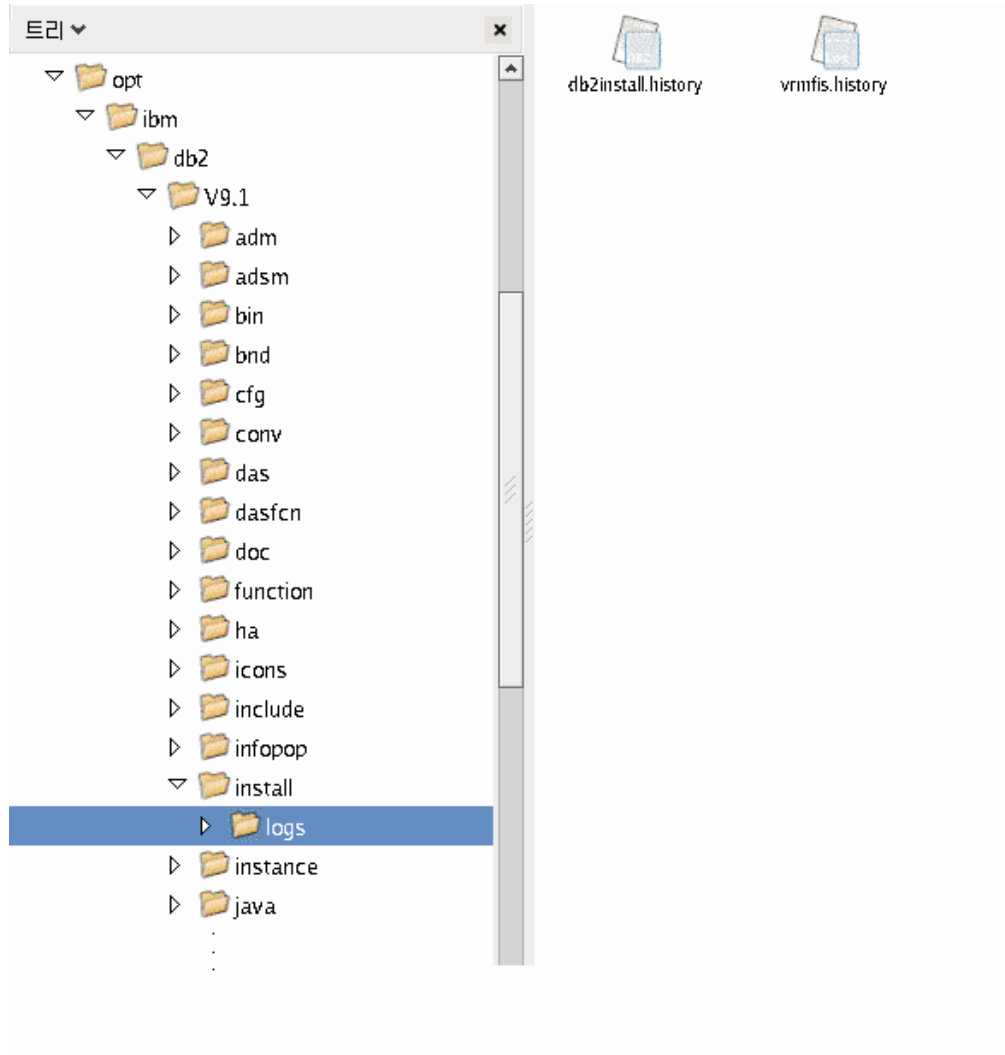 트리
opt
ibm
db2
V9.1
adm
adsm
bin
bnd
cfg
conv
das
dasfcn
doc
function
ha
icons
include
infopop
install
logs
instance
java
db2install.history
vrmfis.history